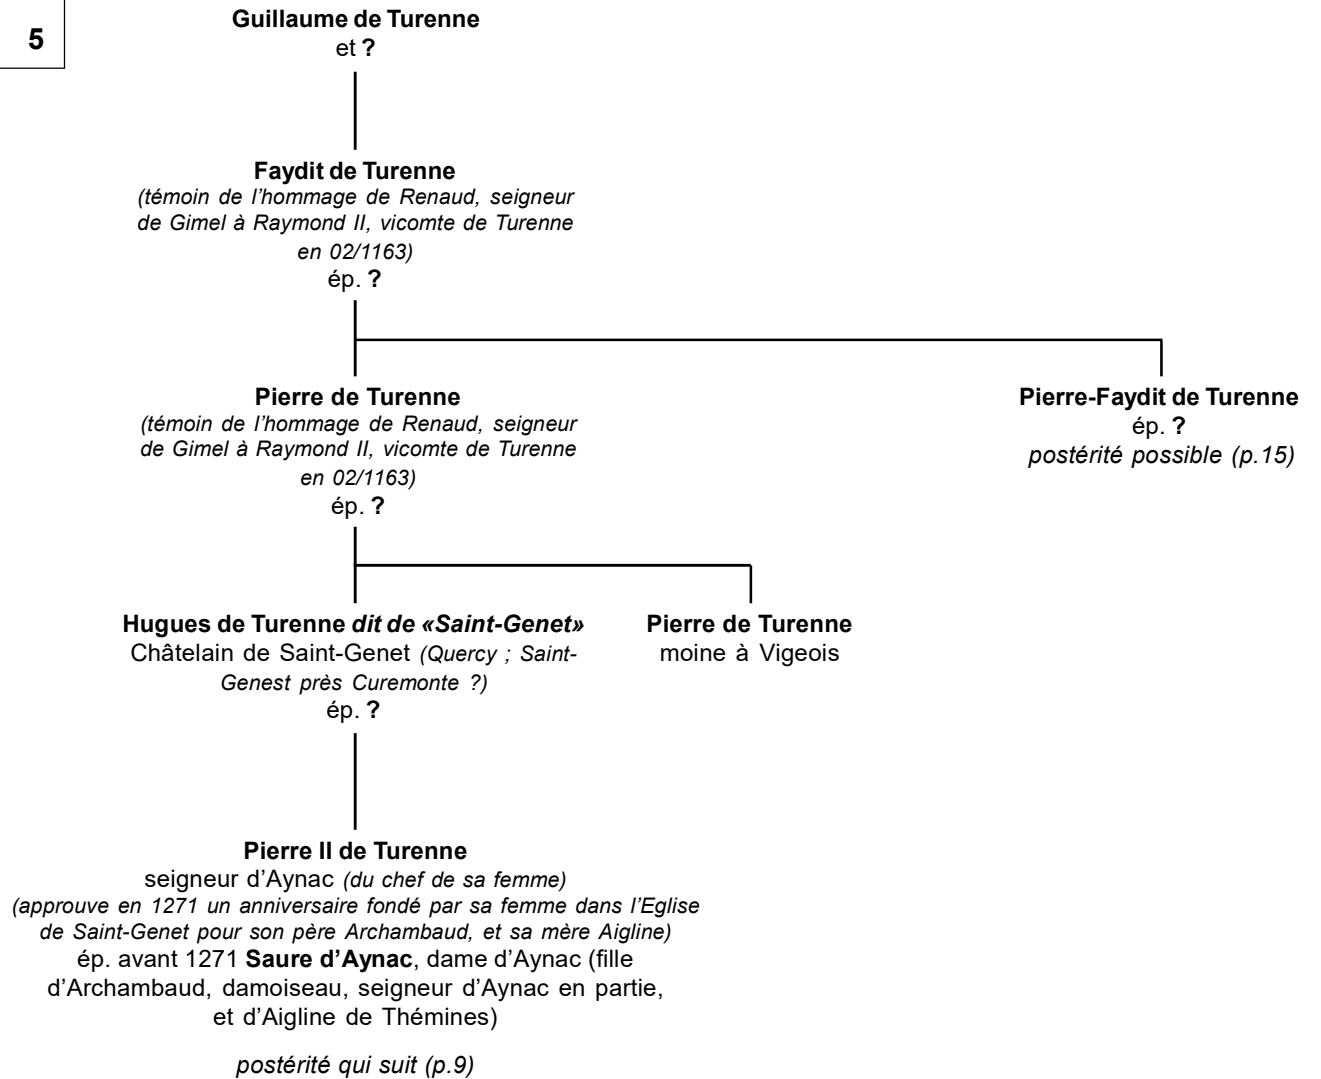 5
Guillaume de Turenne
et ?
Faydit de Turenne
(témoin de l'hommage de Renaud, seigneur
de Gimel à Raymond II, vicomte de Turenne
en 02/1163)
ép. ?
Pierre de Turenne
(témoin de l'hommage de Renaud, seigneur
de Gimel à Raymond II, vicomte de Turenne
en 02/1163)
ép. ?
Pierre-Faydit de Turenne
ép. ?
postérité possible (p.15)
Hugues de Turenne dit de «Saint-Genet»
Châtelain de Saint-Genet (Quercy ; Saint-
Genest près Curemonte ?)
ép. ?
Pierre de Turenne
moine à Vigeois
Pierre II de Turenne
seigneur d'Aynac (du chef de sa femme)
(approuve en 1271 un anniversaire fondé par sa femme dans l'Eglise
de Saint-Genet pour son père Archambaud, et sa mère Aigline)
ép. avant 1271 Saure d'Aynac, dame d'Aynac (fille
d'Archambaud, damoiseau, seigneur d'Aynac en partie,
et d'Aigline de Thémines)
postérité qui suit (p.9)